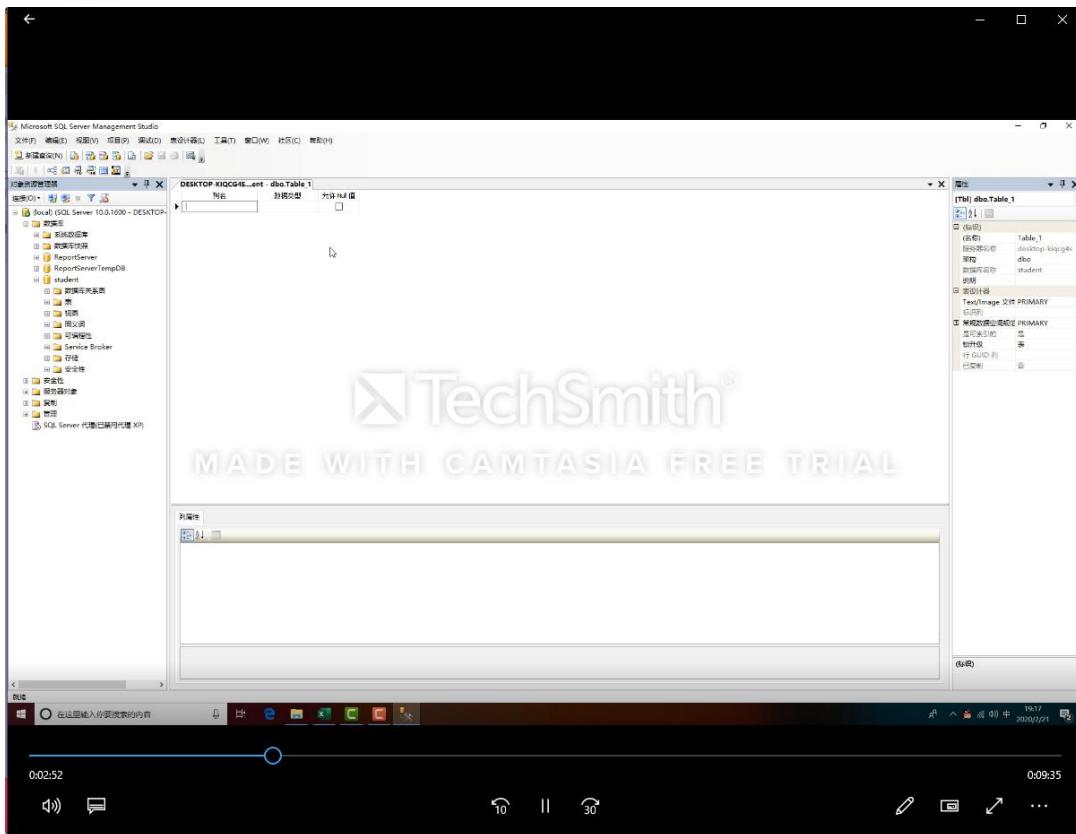 Microsoft SQL Server Management Studio
文件(F) 编辑(E) 视图(V) 项目(P) 调试(D) 表设计器(L) 工具(T) 窗口(W) 社区(C) 帮助(H)
新建查询(N)
对象资源管理器
连接(O)
(local) (SQL Server 10.0.1600 - DESKTOP-
数据库
系统数据库
数据库快照
ReportServer
ReportServerTempDB
student
数据库关系图
表
视图
同义词
可编程性
Service Broker
存储
安全性
安全性
服务器对象
复制
管理
SQL Server 代理(已禁用代理 XP)
DESKTOP-KIQCG4S...ent - dbo.Table_1
列名 数据类型 允许 Null 值
TechSmith®
MADE WITH CAMTASIA FREE TRIAL
列属性
属性
[Tbl] dbo.Table_1
(标识)
(名称) Table_1
服务器名称 desktop-kiqcg4s
架构 dbo
数据库名称 student
说明
表设计器
Text/Image 文件 PRIMARY
标识列
常规数据空间规范 PRIMARY
是可索引的 是
锁升级 表
行 GUID 列
已复制 否
(标识)
就绪
在这里输入你要搜索的内容
中
19:17
2020/2/21
0:02:52
0:09:35
10
30